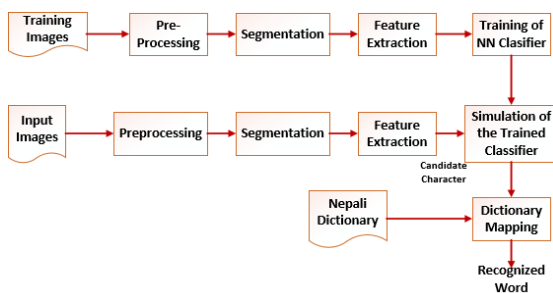 Training
Images
Pre-
Processing
Segmentation
Feature
Extraction
Training of
NN Clasifier
Input
Images
Preprocessing
Segmentation
Feature
Extraction
Simulation of
the Trained
Classifier
Candidate
Character
Nepali
Dictionary
Dictionary
Mapping
Recognized
Word